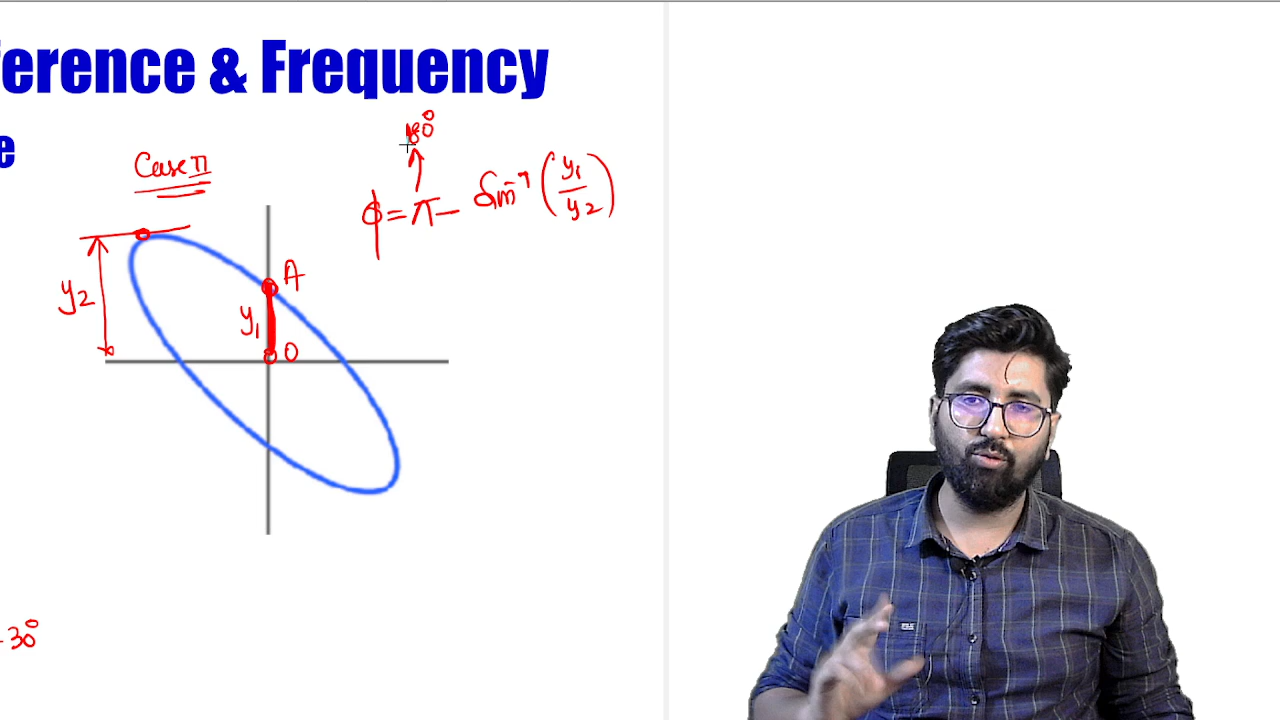 ference & Frequency
e
Case II
180°
ϕ = π - Sin⁻¹ (y₁/y₂)
A
y₂
y₁
O
- 30°